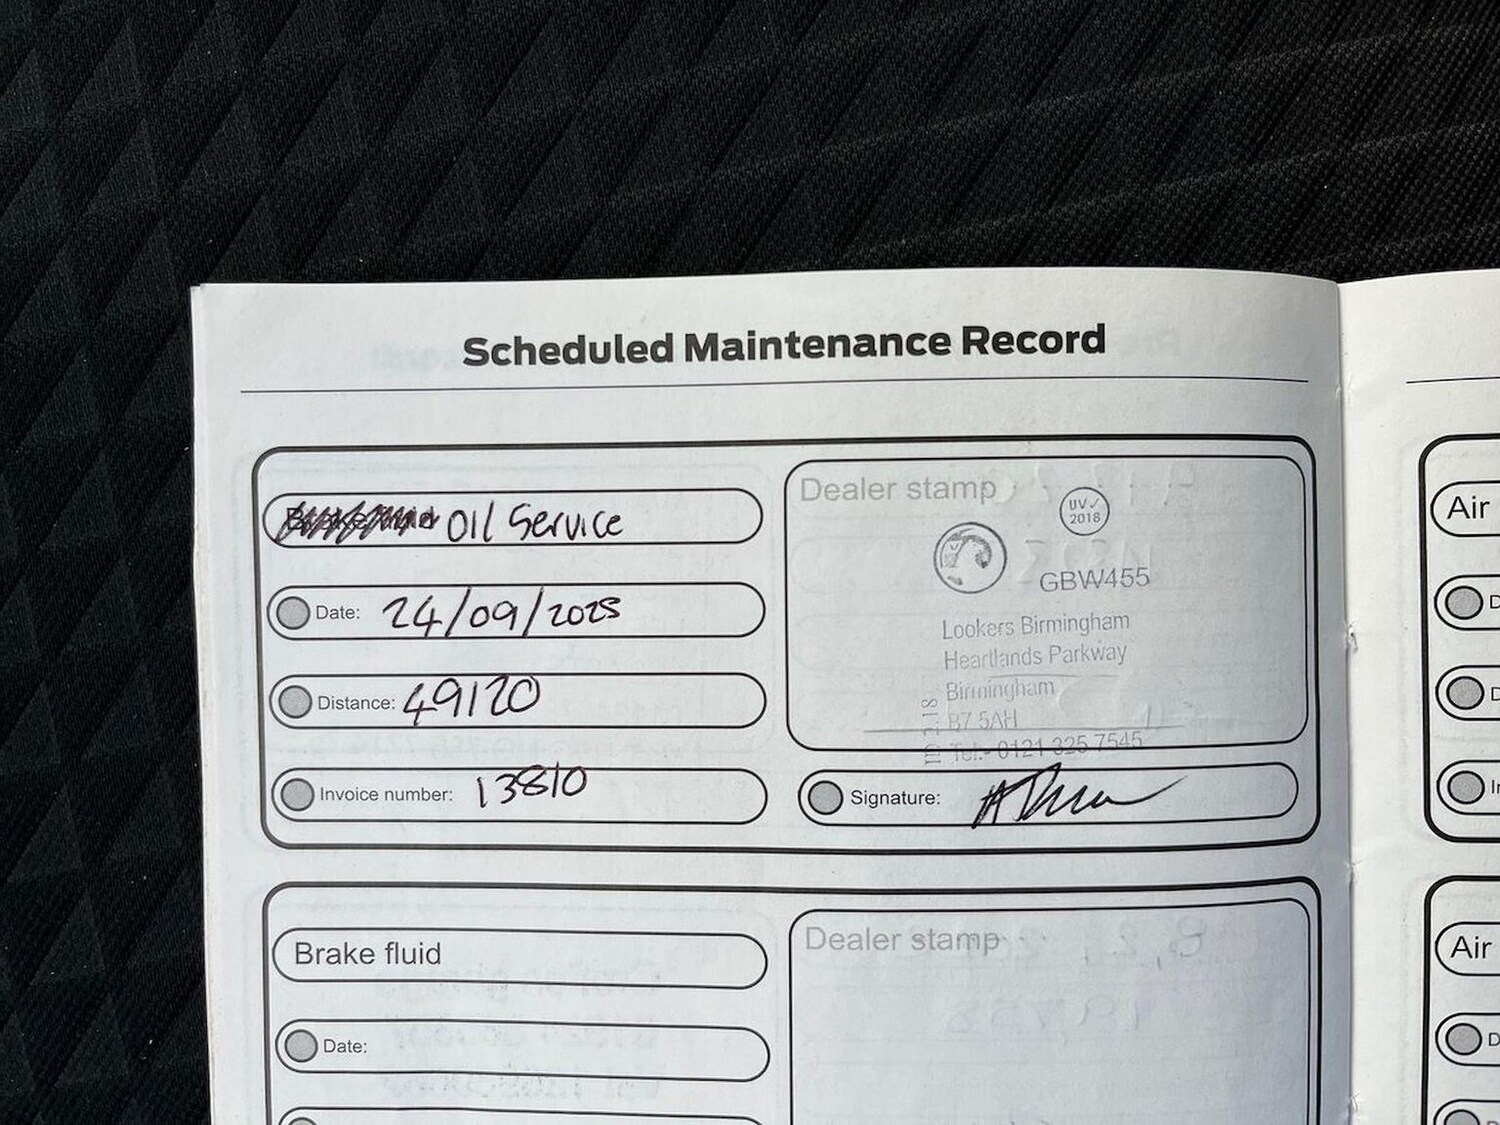 Scheduled Maintenance Record
Oil Service
Date: 24/09/2025
Distance: 49120
Invoice number: 13810
Dealer stamp
UV✓
2018
GBW455
Lookers Birmingham
Heartlands Parkway
Birmingham
B7 5AH
Tel:- 0121 325 7545
ID 218
Signature:
Brake fluid
Date:
Dealer stamp
Air
Air